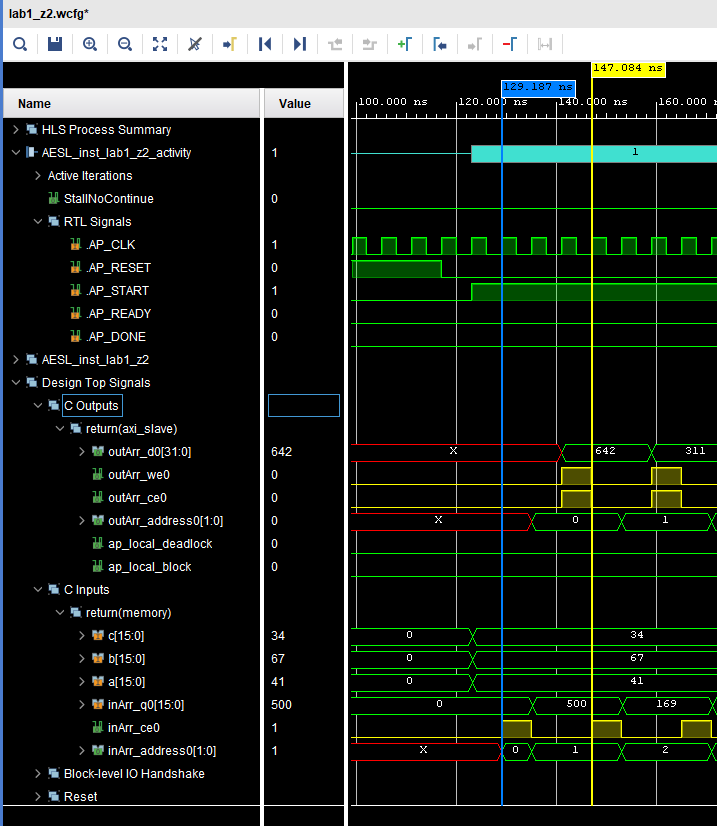 lab1_z2.wcfg*
147.084 ns
129.187 ns
Name Value 100.000 ns 120.000 ns 140.000 ns 160.000 ns
HLS Process Summary
AESL_inst_lab1_z2_activity 1 1
Active Iterations
StallNoContinue 0
RTL Signals
.AP_CLK 1
.AP_RESET 0
.AP_START 1
.AP_READY 0
.AP_DONE 0
AESL_inst_lab1_z2
Design Top Signals
C Outputs
return(axi_slave)
outArr_d0[31:0] 642 X 642 311
outArr_we0 0
outArr_ce0 0
outArr_address0[1:0] 0 X 0 1
ap_local_deadlock 0
ap_local_block 0
C Inputs
return(memory)
c[15:0] 34 0 34
b[15:0] 67 0 67
a[15:0] 41 0 41
inArr_q0[15:0] 500 0 500 169
inArr_ce0 1
inArr_address0[1:0] 1 X 0 1 2
Block-level IO Handshake
Reset